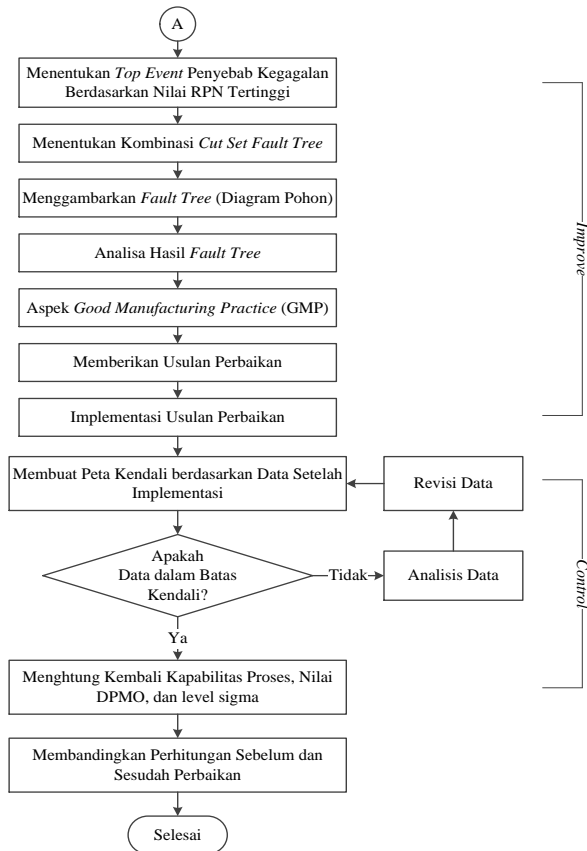 A
Menentukan Top Event Penyebab Kegagalan
Berdasarkan Nilai RPN Tertinggi
Menentukan Kombinasi Cut Set Fault Tree
Menggambarkan Fault Tree (Diagram Pohon)
Analisa Hasil Fault Tree
Aspek Good Manufacturing Practice (GMP)
Memberikan Usulan Perbaikan
Implementasi Usulan Perbaikan
Improve
Membuat Peta Kendali berdasarkan Data Setelah
Implementasi
Revisi Data
Apakah
Data dalam Batas
Kendali?
Tidak
Analisis Data
Ya
Menghtung Kembali Kapabilitas Proses, Nilai
DPMO, dan level sigma
Control
Membandingkan Perhitungan Sebelum dan
Sesudah Perbaikan
Selesai